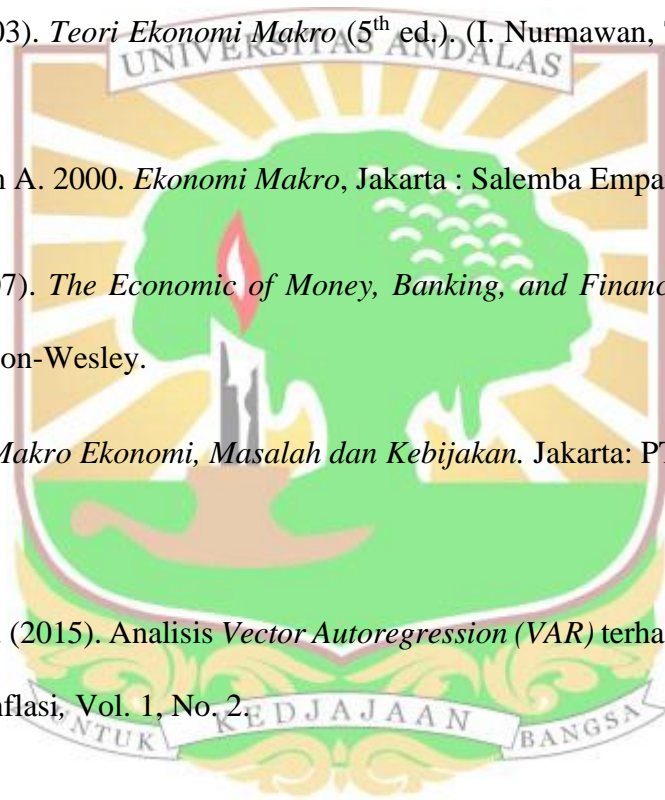 03). Teori Ekonomi Makro (5th ed.). (I. Nurmawan,
UNIVERSITAS ANDALAS
A. 2000. Ekonomi Makro, Jakarta : Salemba Empa
07). The Economic of Money, Banking, and Financ
on-Wesley.
Makro Ekonomi, Masalah dan Kebijakan. Jakarta: PT
(2015). Analisis Vector Autoregression (VAR) terha
nflasi, Vol. 1, No. 2.
UNTUK KEDJAJAAN BANGSA